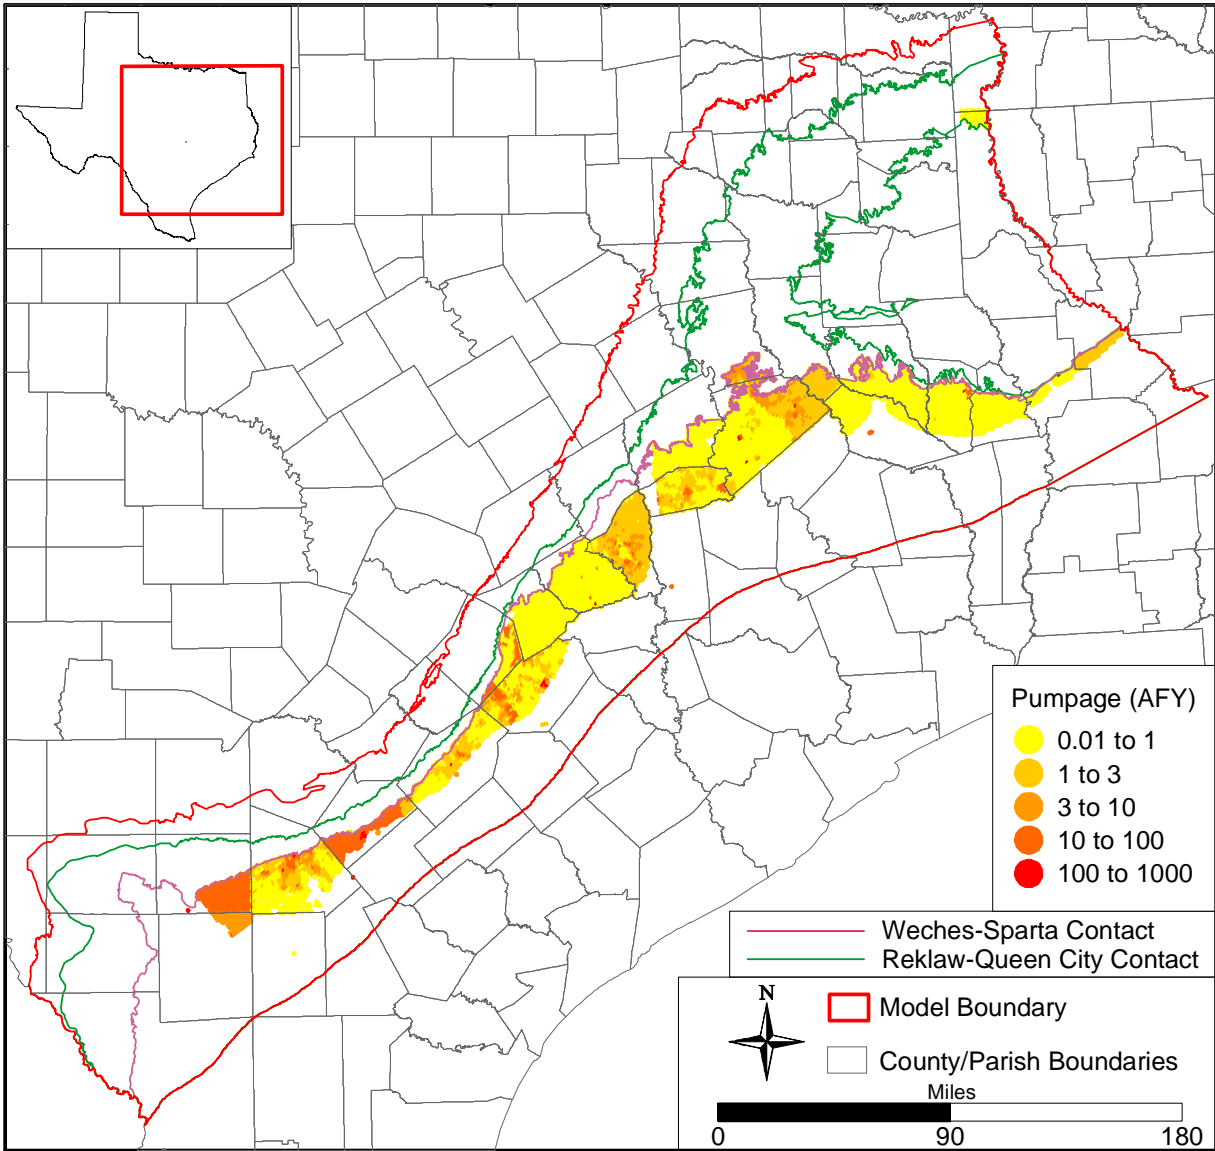 Pumpage (AFY)
0.01 to 1
1 to 3
3 to 10
10 to 100
100 to 1000
Weches-Sparta Contact
Reklaw-Queen City Contact
N
Model Boundary
County/Parish Boundaries
Miles
0 90 180